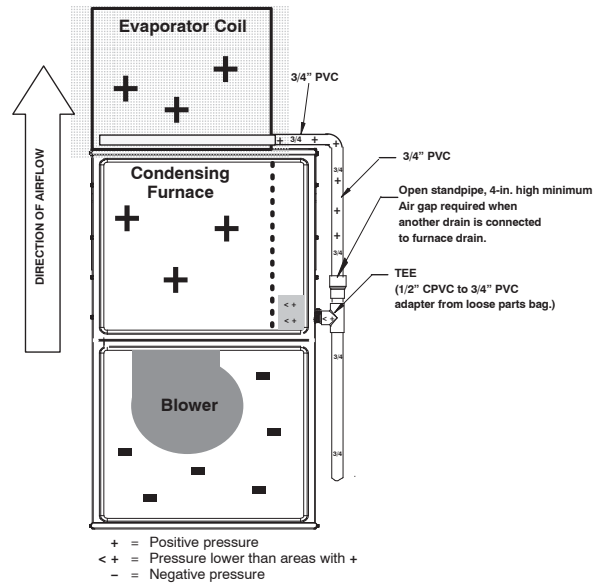 Evaporator Coil
3/4” PVC
+ 3/4 +
+
3/4” PVC
3/4
+
+
+
3/4
Open standpipe, 4-in. high minimum
Air gap required when
another drain is connected
to furnace drain.
DIRECTION OF AIRFLOW
Condensing
Furnace
TEE
(1/2” CPVC to 3/4” PVC
adapter from loose parts bag.)
< +
< +
< +
3/4
Blower
3/4
+ = Positive pressure
< + = Pressure lower than areas with +
– = Negative pressure